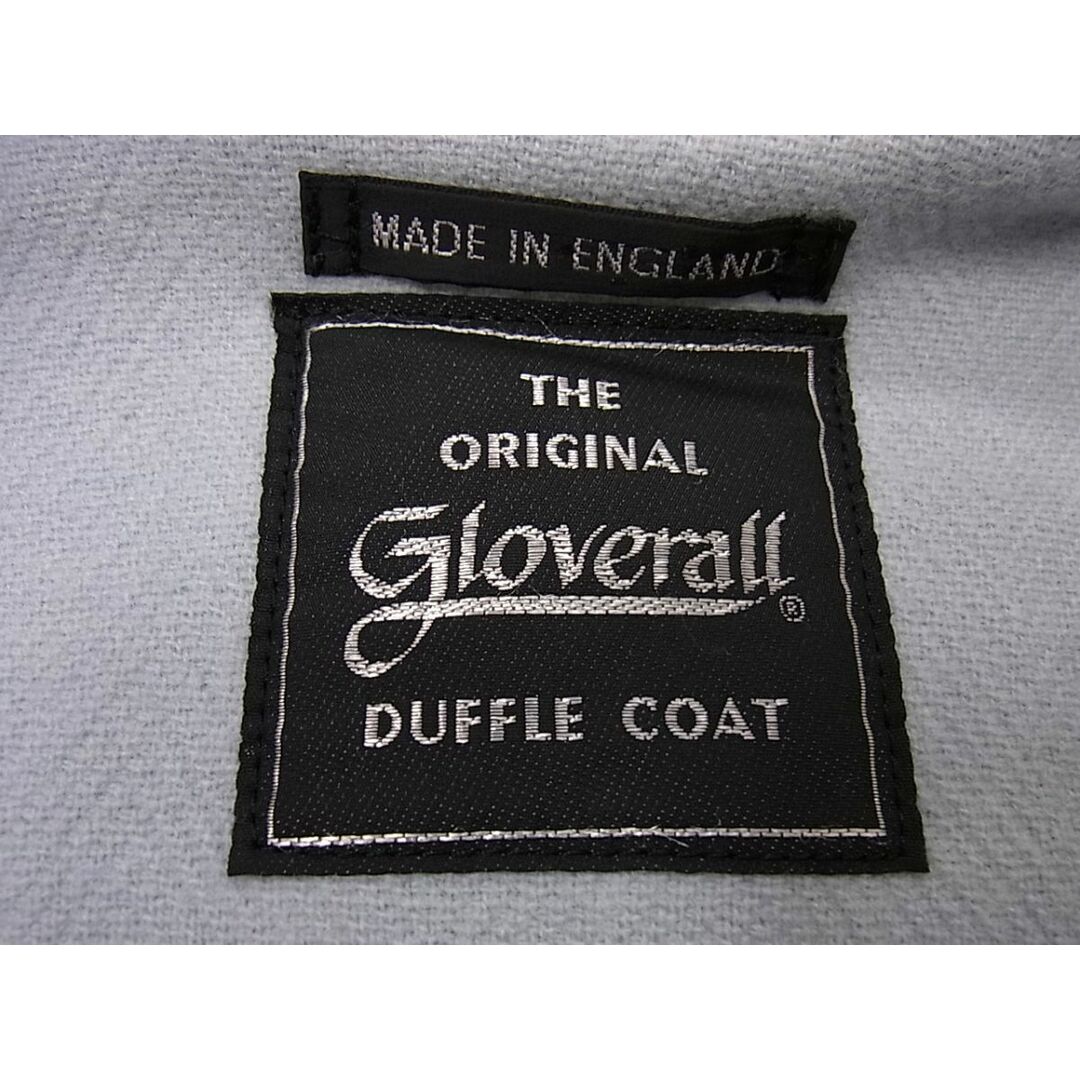 MADE IN ENGLAND
THE
ORIGINAL
Gloverall®
DUFFLE COAT